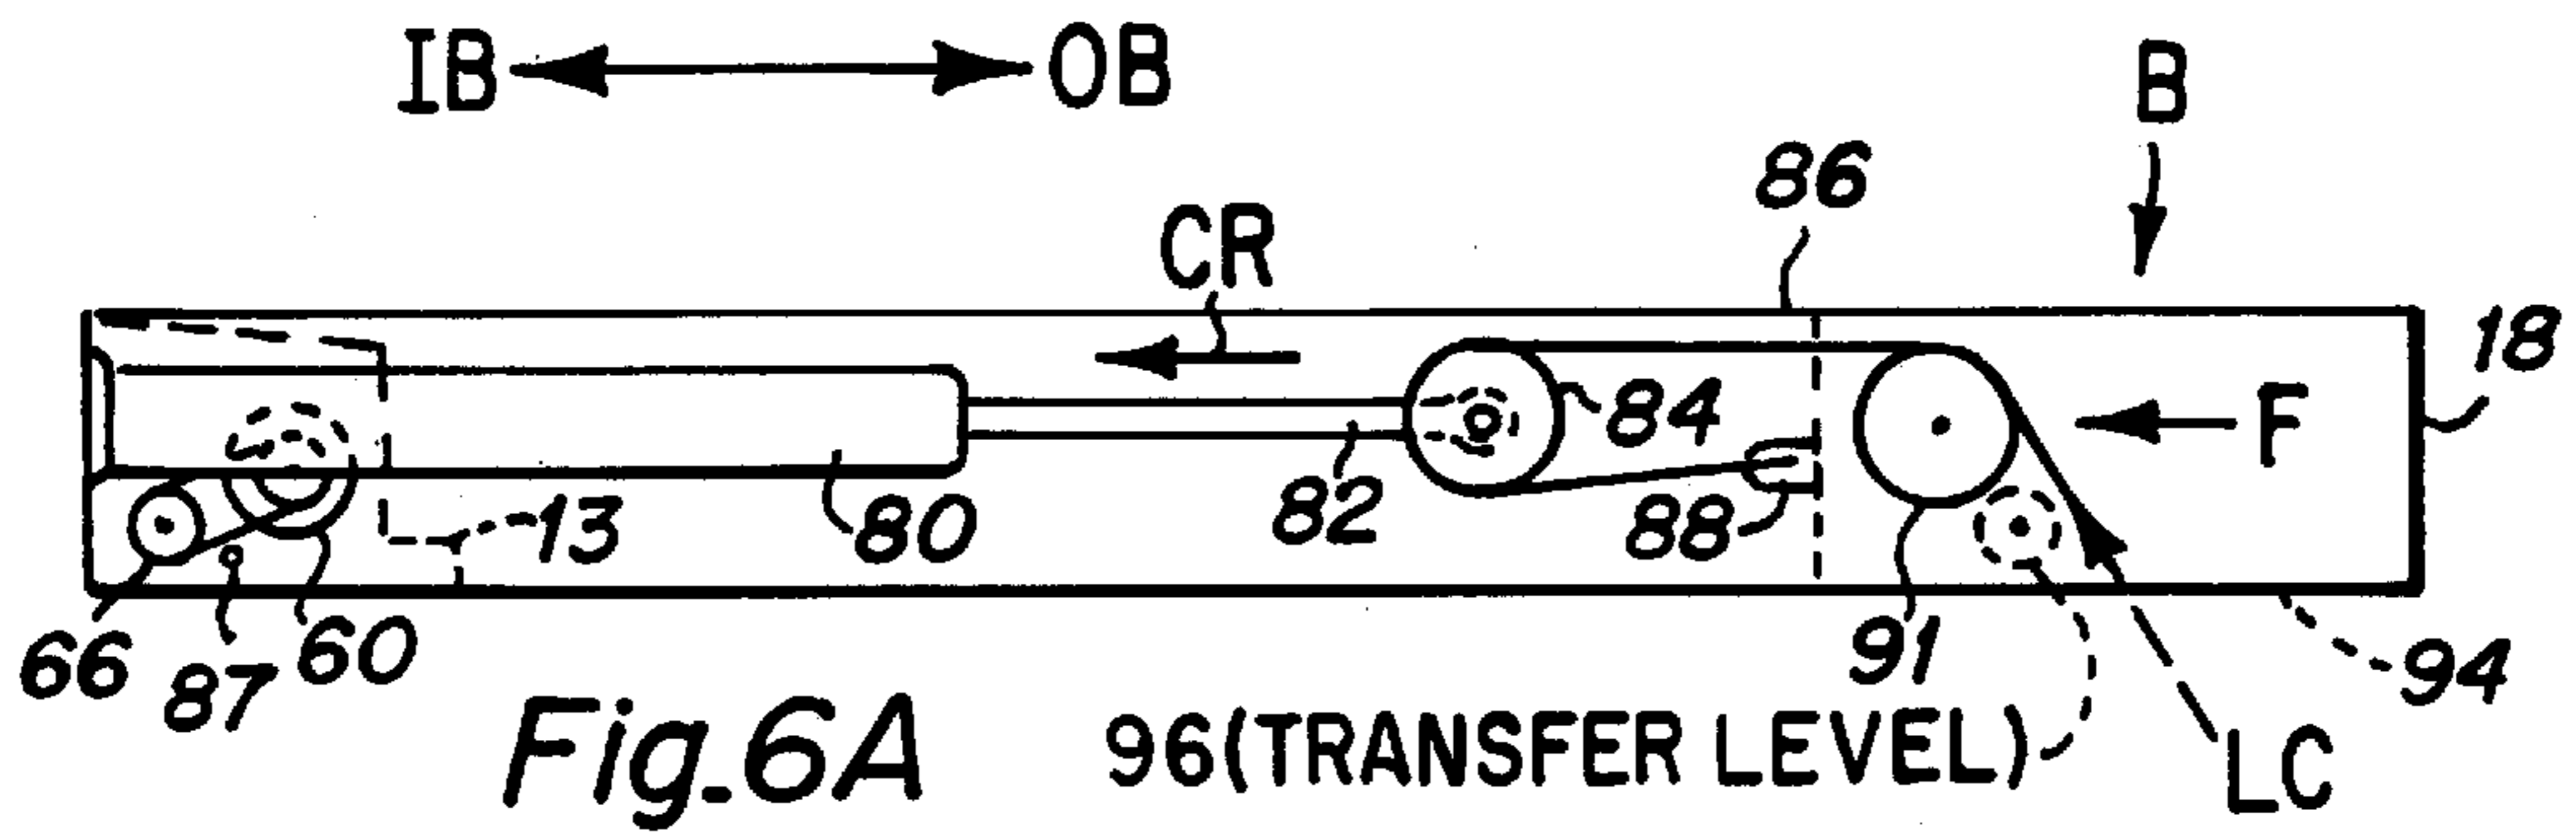 IB OB
B
86
CR
18
84
F
82
88
80
13
91
66
87
60
94
96(TRANSFER LEVEL)
LC
Fig.6A